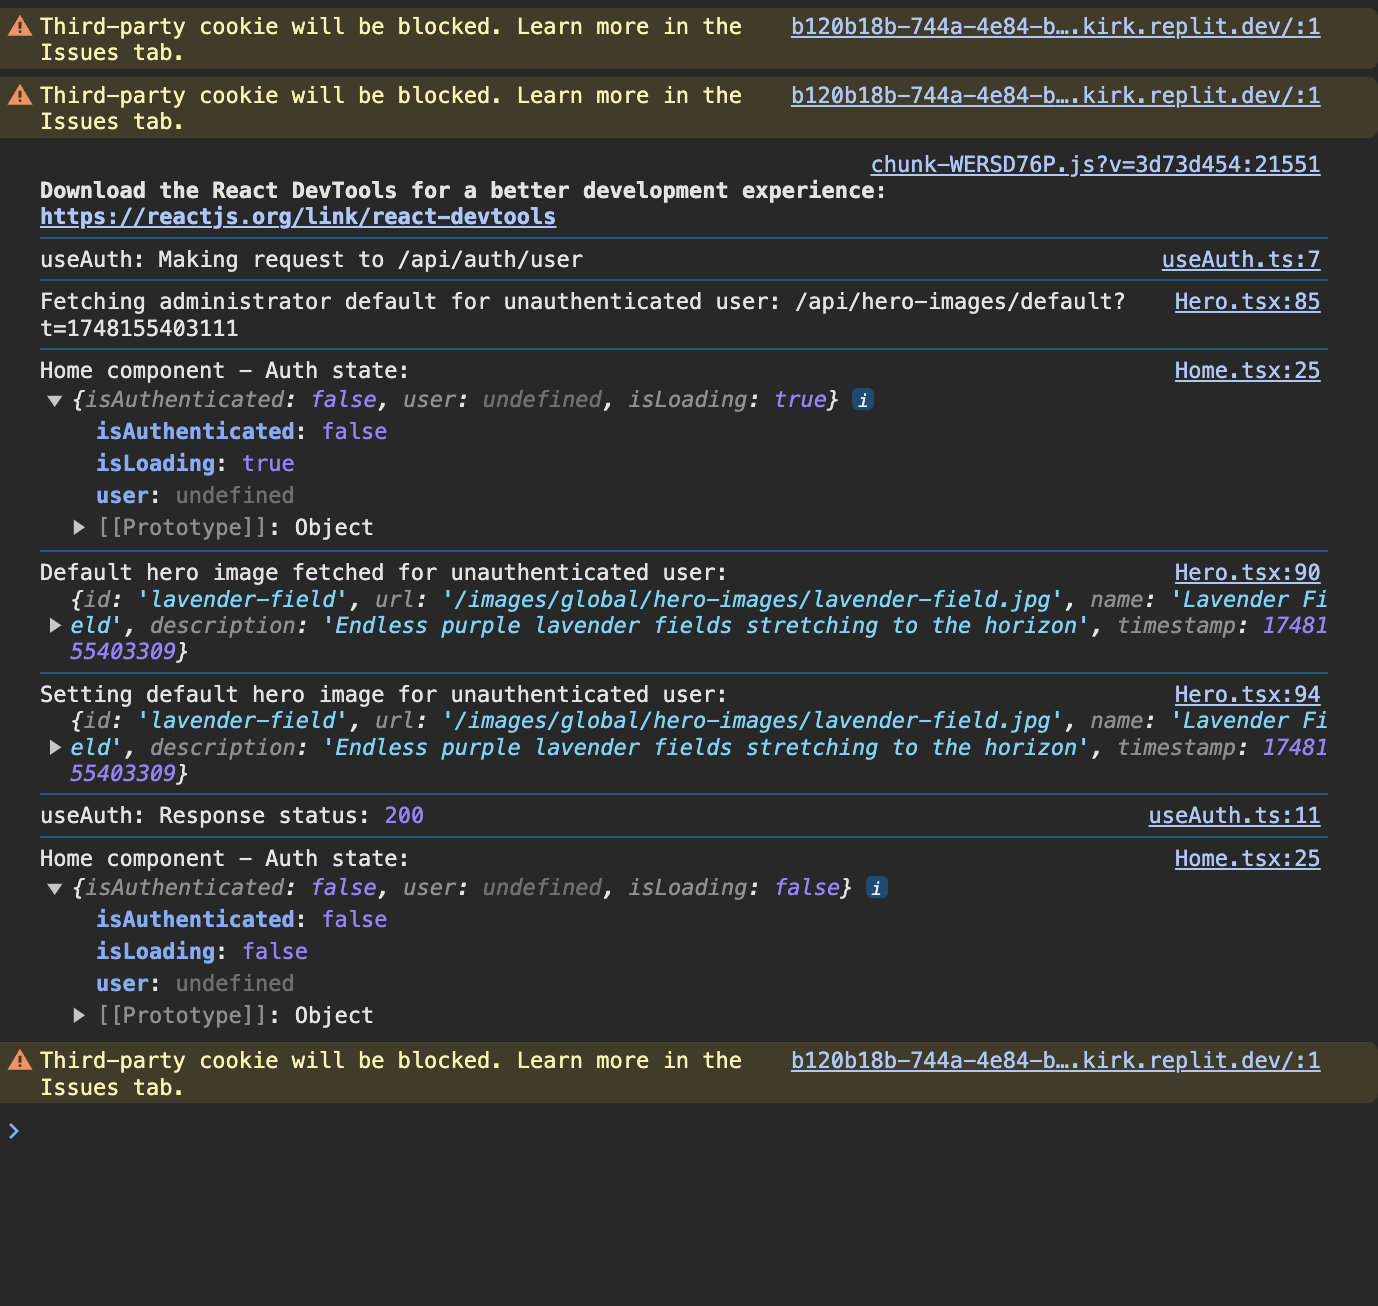 Third-party cookie will be blocked. Learn more in the b120b18b-744a-4e84-b….kirk.replit.dev/:1
Issues tab.
Third-party cookie will be blocked. Learn more in the b120b18b-744a-4e84-b….kirk.replit.dev/:1
Issues tab.
chunk-WERSD76P.js?v=3d73d454:21551
Download the React DevTools for a better development experience:
https://reactjs.org/link/react-devtools
useAuth: Making request to /api/auth/user useAuth.ts:7
Fetching administrator default for unauthenticated user: /api/hero-images/default? Hero.tsx:85
t=1748155403111
Home component – Auth state: Home.tsx:25
▼ {isAuthenticated: false, user: undefined, isLoading: true} i
isAuthenticated: false
isLoading: true
user: undefined
▶ [[Prototype]]: Object
Default hero image fetched for unauthenticated user: Hero.tsx:90
{id: 'lavender-field', url: '/images/global/hero-images/lavender-field.jpg', name: 'Lavender Fi
▶ eld', description: 'Endless purple lavender fields stretching to the horizon', timestamp: 17481
55403309}
Setting default hero image for unauthenticated user: Hero.tsx:94
{id: 'lavender-field', url: '/images/global/hero-images/lavender-field.jpg', name: 'Lavender Fi
▶ eld', description: 'Endless purple lavender fields stretching to the horizon', timestamp: 17481
55403309}
useAuth: Response status: 200 useAuth.ts:11
Home component – Auth state: Home.tsx:25
▼ {isAuthenticated: false, user: undefined, isLoading: false} i
isAuthenticated: false
isLoading: false
user: undefined
▶ [[Prototype]]: Object
Third-party cookie will be blocked. Learn more in the b120b18b-744a-4e84-b….kirk.replit.dev/:1
Issues tab.